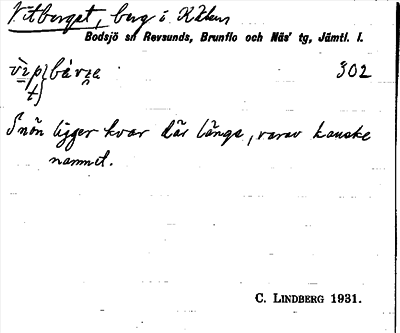 Vitberget, berg i Kälen
Bodsjö sn Revsunds, Brunflo och Näs' tg, Jämtl. l.
302
Snön ligger kvar där länge, varav kanske
namnet.
C. LINDBERG 1931.